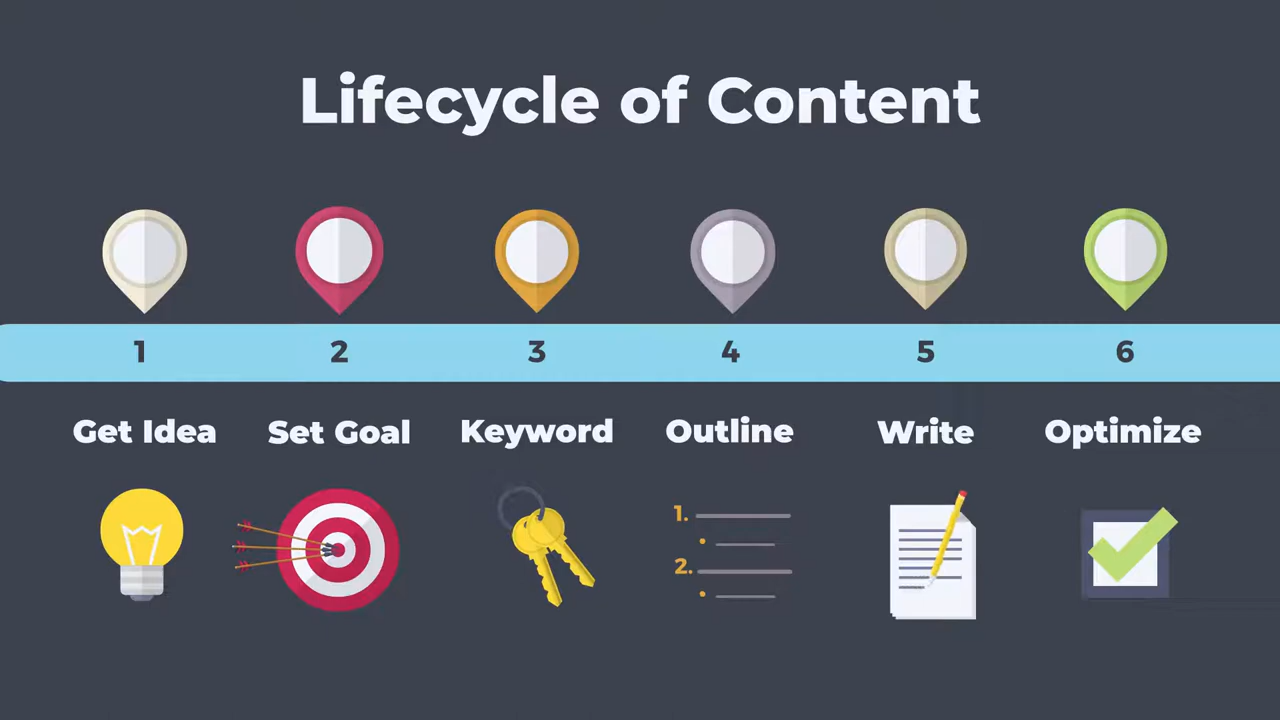 Lifecycle of Content
1 2 3 4 5 6
Get Idea Set Goal Keyword Outline Write Optimize
1.
2.